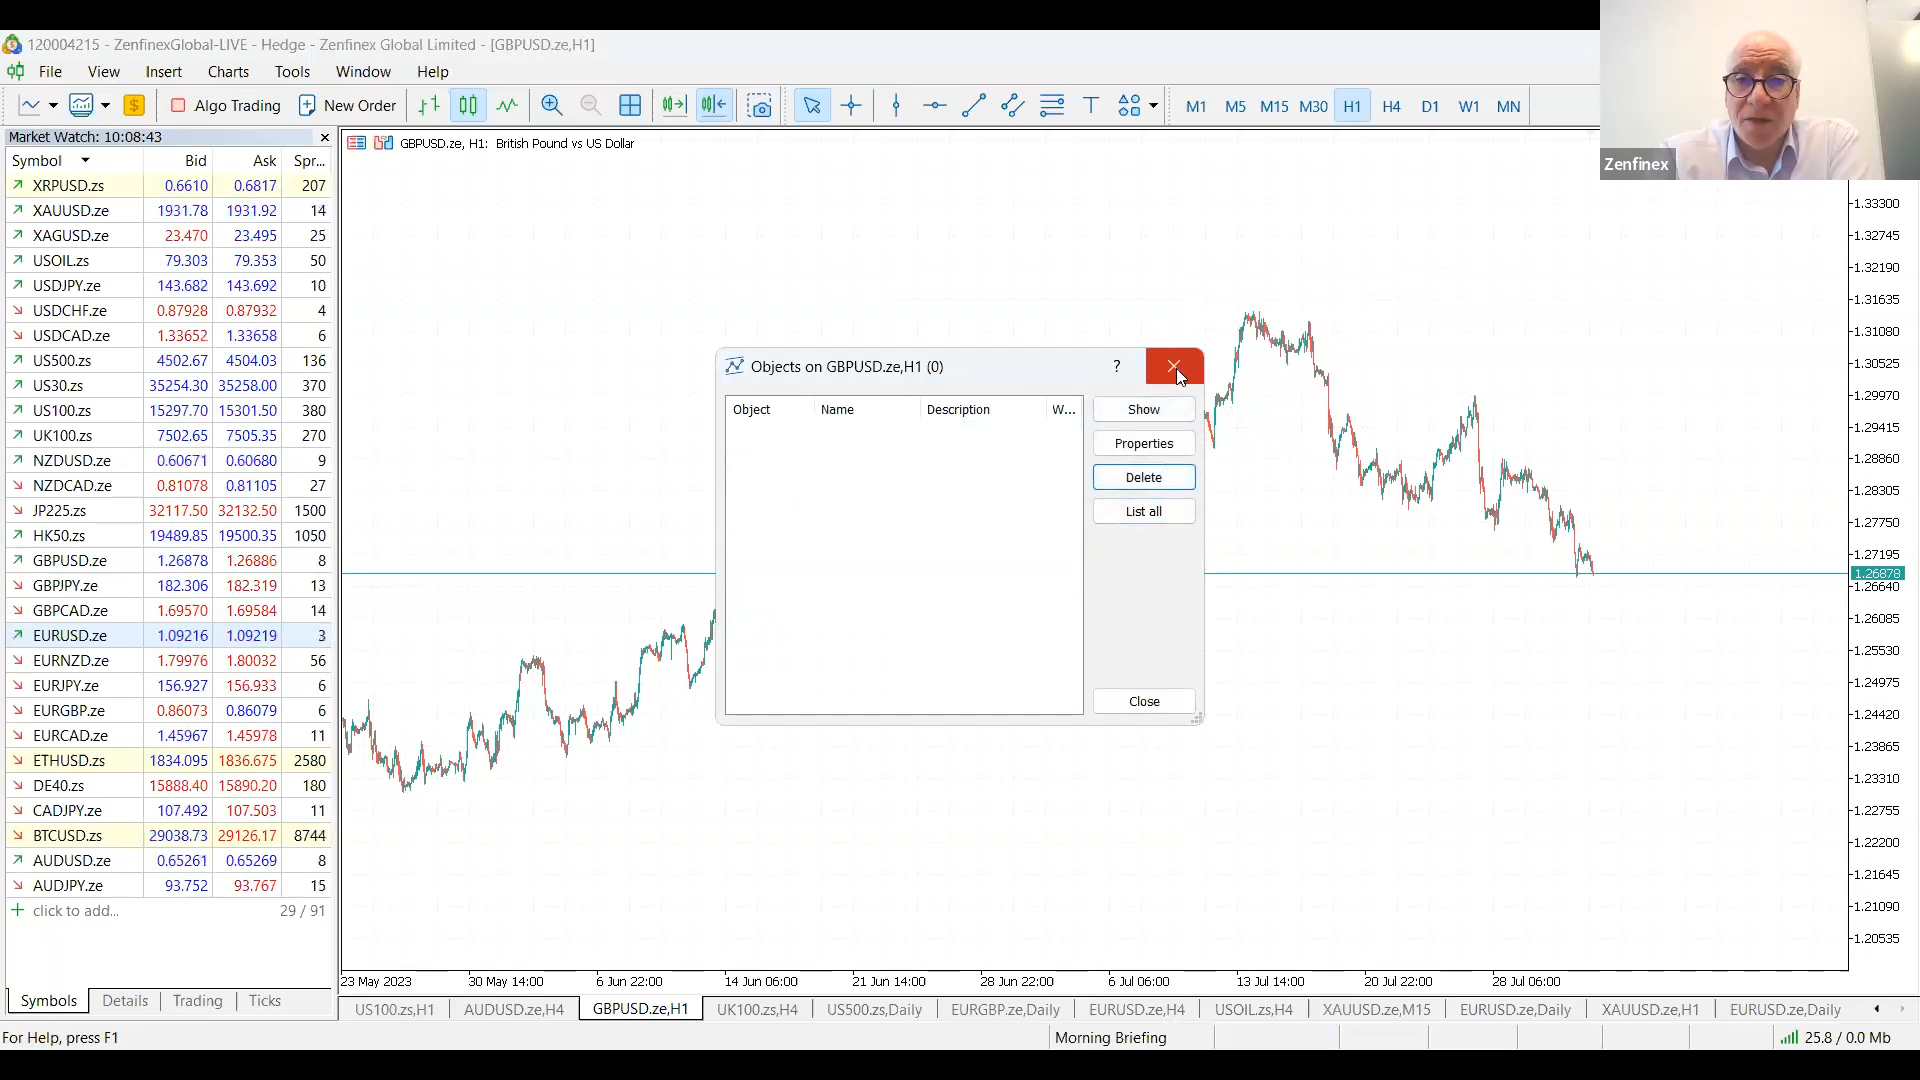 120004215 - ZenfinexGlobal-LIVE - Hedge - Zenfinex Global Limited - [GBPUSD.ze,H1]
File View Insert Charts Tools Window Help
Algo Trading New Order T M1 M5 M15 M30 H1 H4 D1 W1 MN
Zenfinex
Market Watch: 10:08:43
Symbol Bid Ask Spr...
XRPUSD.zs 0.6610 0.6817 207
XAUUSD.ze 1931.78 1931.92 14
XAGUSD.ze 23.470 23.495 25
USOIL.zs 79.303 79.353 50
USDJPY.ze 143.682 143.692 10
USDCHF.ze 0.87928 0.87932 4
USDCAD.ze 1.33652 1.33658 6
US500.zs 4502.67 4504.03 136
US30.zs 35254.30 35258.00 370
US100.zs 15297.70 15301.50 380
UK100.zs 7502.65 7505.35 270
NZDUSD.ze 0.60671 0.60680 9
NZDCAD.ze 0.81078 0.81105 27
JP225.zs 32117.50 32132.50 1500
HK50.zs 19489.85 19500.35 1050
GBPUSD.ze 1.26878 1.26886 8
GBPJPY.ze 182.306 182.319 13
GBPCAD.ze 1.69570 1.69584 14
EURUSD.ze 1.09216 1.09219 3
EURNZD.ze 1.79976 1.80032 56
EURJPY.ze 156.927 156.933 6
EURGBP.ze 0.86073 0.86079 6
EURCAD.ze 1.45967 1.45978 11
ETHUSD.zs 1834.095 1836.675 2580
DE40.zs 15888.40 15890.20 180
CADJPY.ze 107.492 107.503 11
BTCUSD.zs 29038.73 29126.17 8744
AUDUSD.ze 0.65261 0.65269 8
AUDJPY.ze 93.752 93.767 15
click to add... 29 / 91
Symbols Details Trading Ticks
GBPUSD.ze, H1: British Pound vs US Dollar
Objects on GBPUSD.ze,H1 (0) ?
Object Name Description W...
Show
Properties
Delete
List all
Close
1.33300
1.32745
1.32190
1.31635
1.31080
1.30525
1.29970
1.29415
1.28860
1.28305
1.27750
1.27195
1.26878
1.26640
1.26085
1.25530
1.24975
1.24420
1.23865
1.23310
1.22755
1.22200
1.21645
1.21090
1.20535
23 May 2023 30 May 14:00 6 Jun 22:00 14 Jun 06:00 21 Jun 14:00 28 Jun 22:00 6 Jul 06:00 13 Jul 14:00 20 Jul 22:00 28 Jul 06:00
US100.zs,H1 AUDUSD.ze,H4 GBPUSD.ze,H1 UK100.zs,H4 US500.zs,Daily EURGBP.ze,Daily EURUSD.ze,H4 USOIL.zs,H4 XAUUSD.ze,M15 EURUSD.ze,Daily XAUUSD.ze,H1 EURUSD.ze,Daily
For Help, press F1 Morning Briefing 25.8 / 0.0 Mb